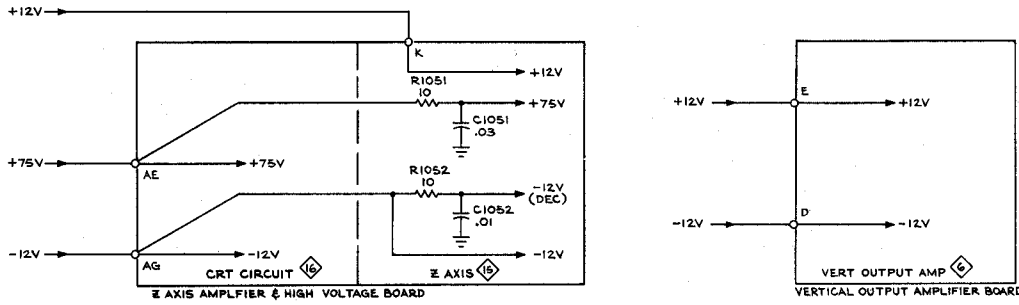 +12V
K
+12V
R1051
10
+75V
C1051
.03
+75V
AE
+75V
R1052
10
-12V
(DEC)
C1052
.01
-12V
AG
-12V
-12V
CRT CIRCUIT 16
Z AXIS 15
Z AXIS AMPLFIER & HIGH VOLTAGE BOARD
+12V
E
+12V
-12V
D
-12V
VERT OUTPUT AMP 6
VERTICAL OUTPUT AMPLIFIER BOARD